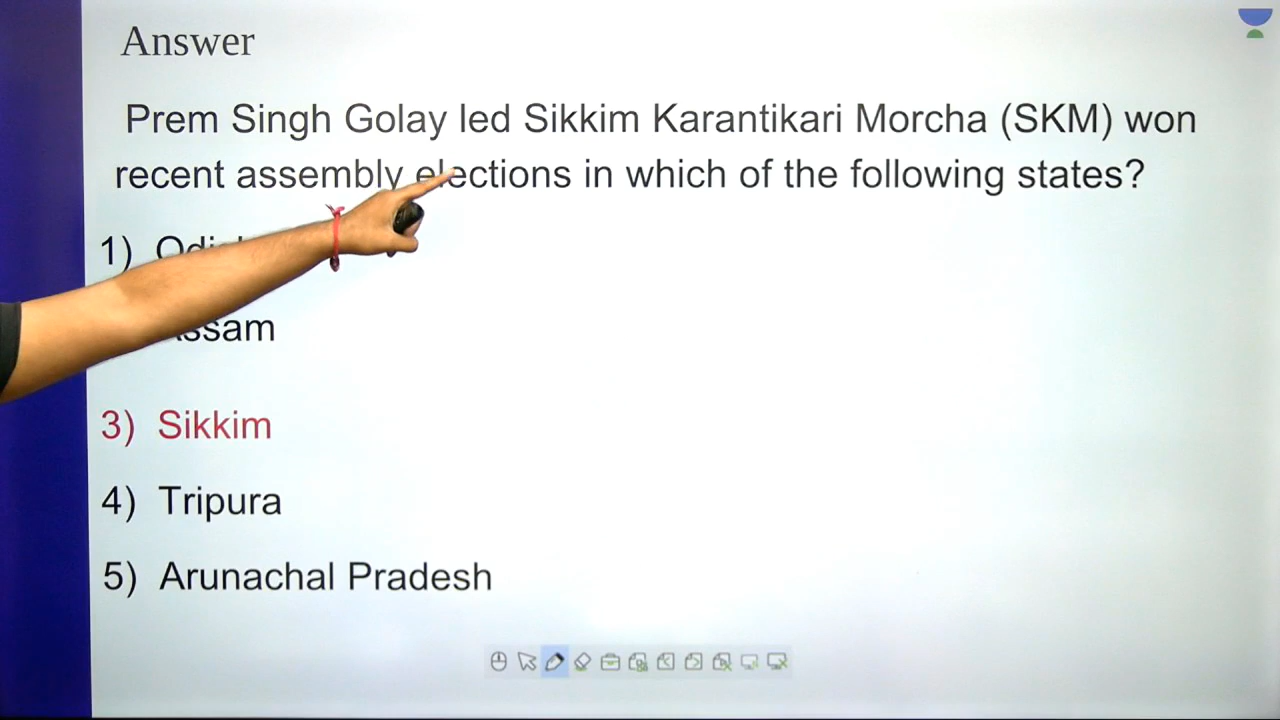 Answer
Prem Singh Golay led Sikkim Karantikari Morcha (SKM) won
recent assembly elections in which of the following states?
1)
3) Sikkim
4) Tripura
5) Arunachal Pradesh